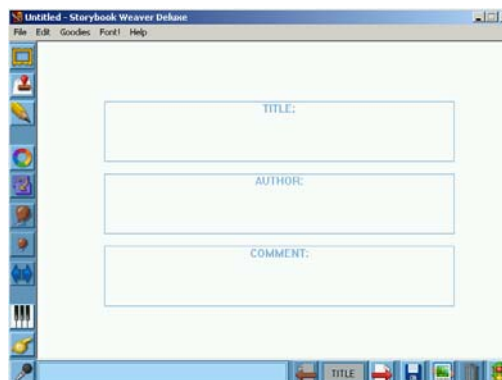 Untitled - Storybook Weaver Deluxe
File Edit Goodies Font! Help
TITLE:
AUTHOR:
COMMENT:
TITLE